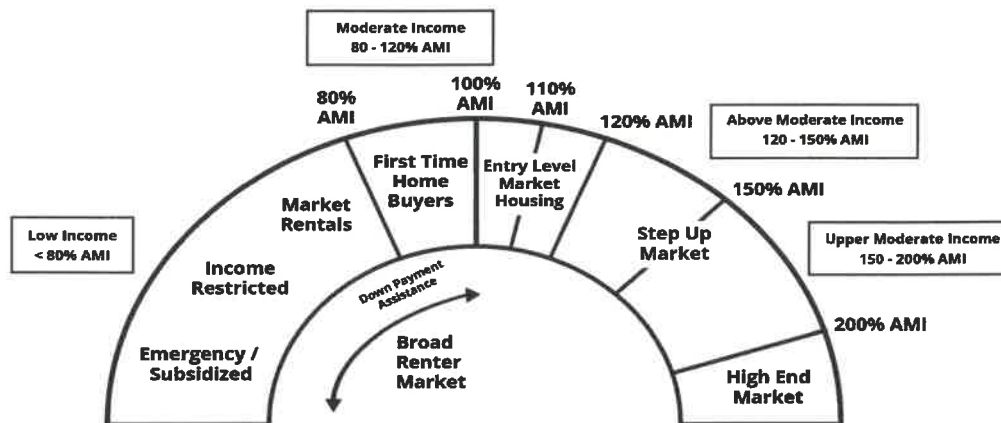 Moderate Income
80 - 120% AMI
80%
AMI
100%
AMI
110%
AMI
120% AMI
Above Moderate Income
120 - 150% AMI
150% AMI
Upper Moderate Income
150 - 200% AMI
200% AMI
Low Income
< 80% AMI
Emergency /
Subsidized
Income
Restricted
Market
Rentals
First Time
Home
Buyers
Entry Level
Market
Housing
Step Up
Market
High End
Market
Down Payment
Assistance
Broad
Renter
Market